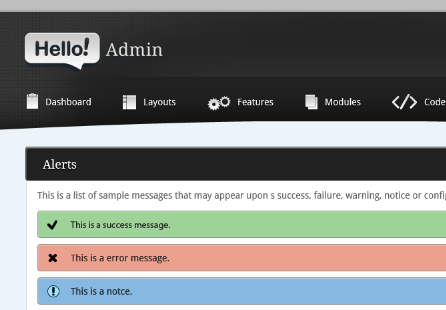 Hello! Admin
Dashboard Layouts Features Modules Code
Alerts
This is a list of sample messages that may appear upon s success, failure, warning, notice or confi
This is a success message.
This is a error message.
This is a notce.